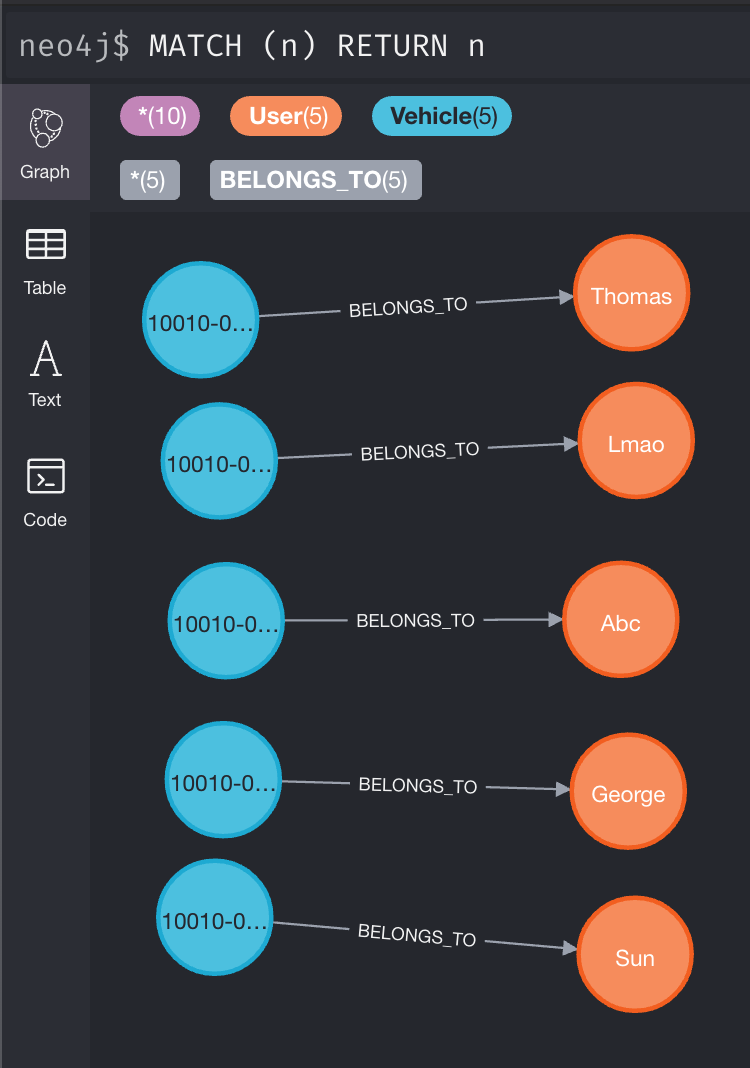 neo4j$ MATCH (n) RETURN n
*(10) User(5) Vehicle(5)
Graph
*(5) BELONGS_TO(5)
Table
Text
Code
10010-0... BELONGS_TO Thomas
10010-0... BELONGS_TO Lmao
10010-0... BELONGS_TO Abc
10010-0... BELONGS_TO George
10010-0... BELONGS_TO Sun